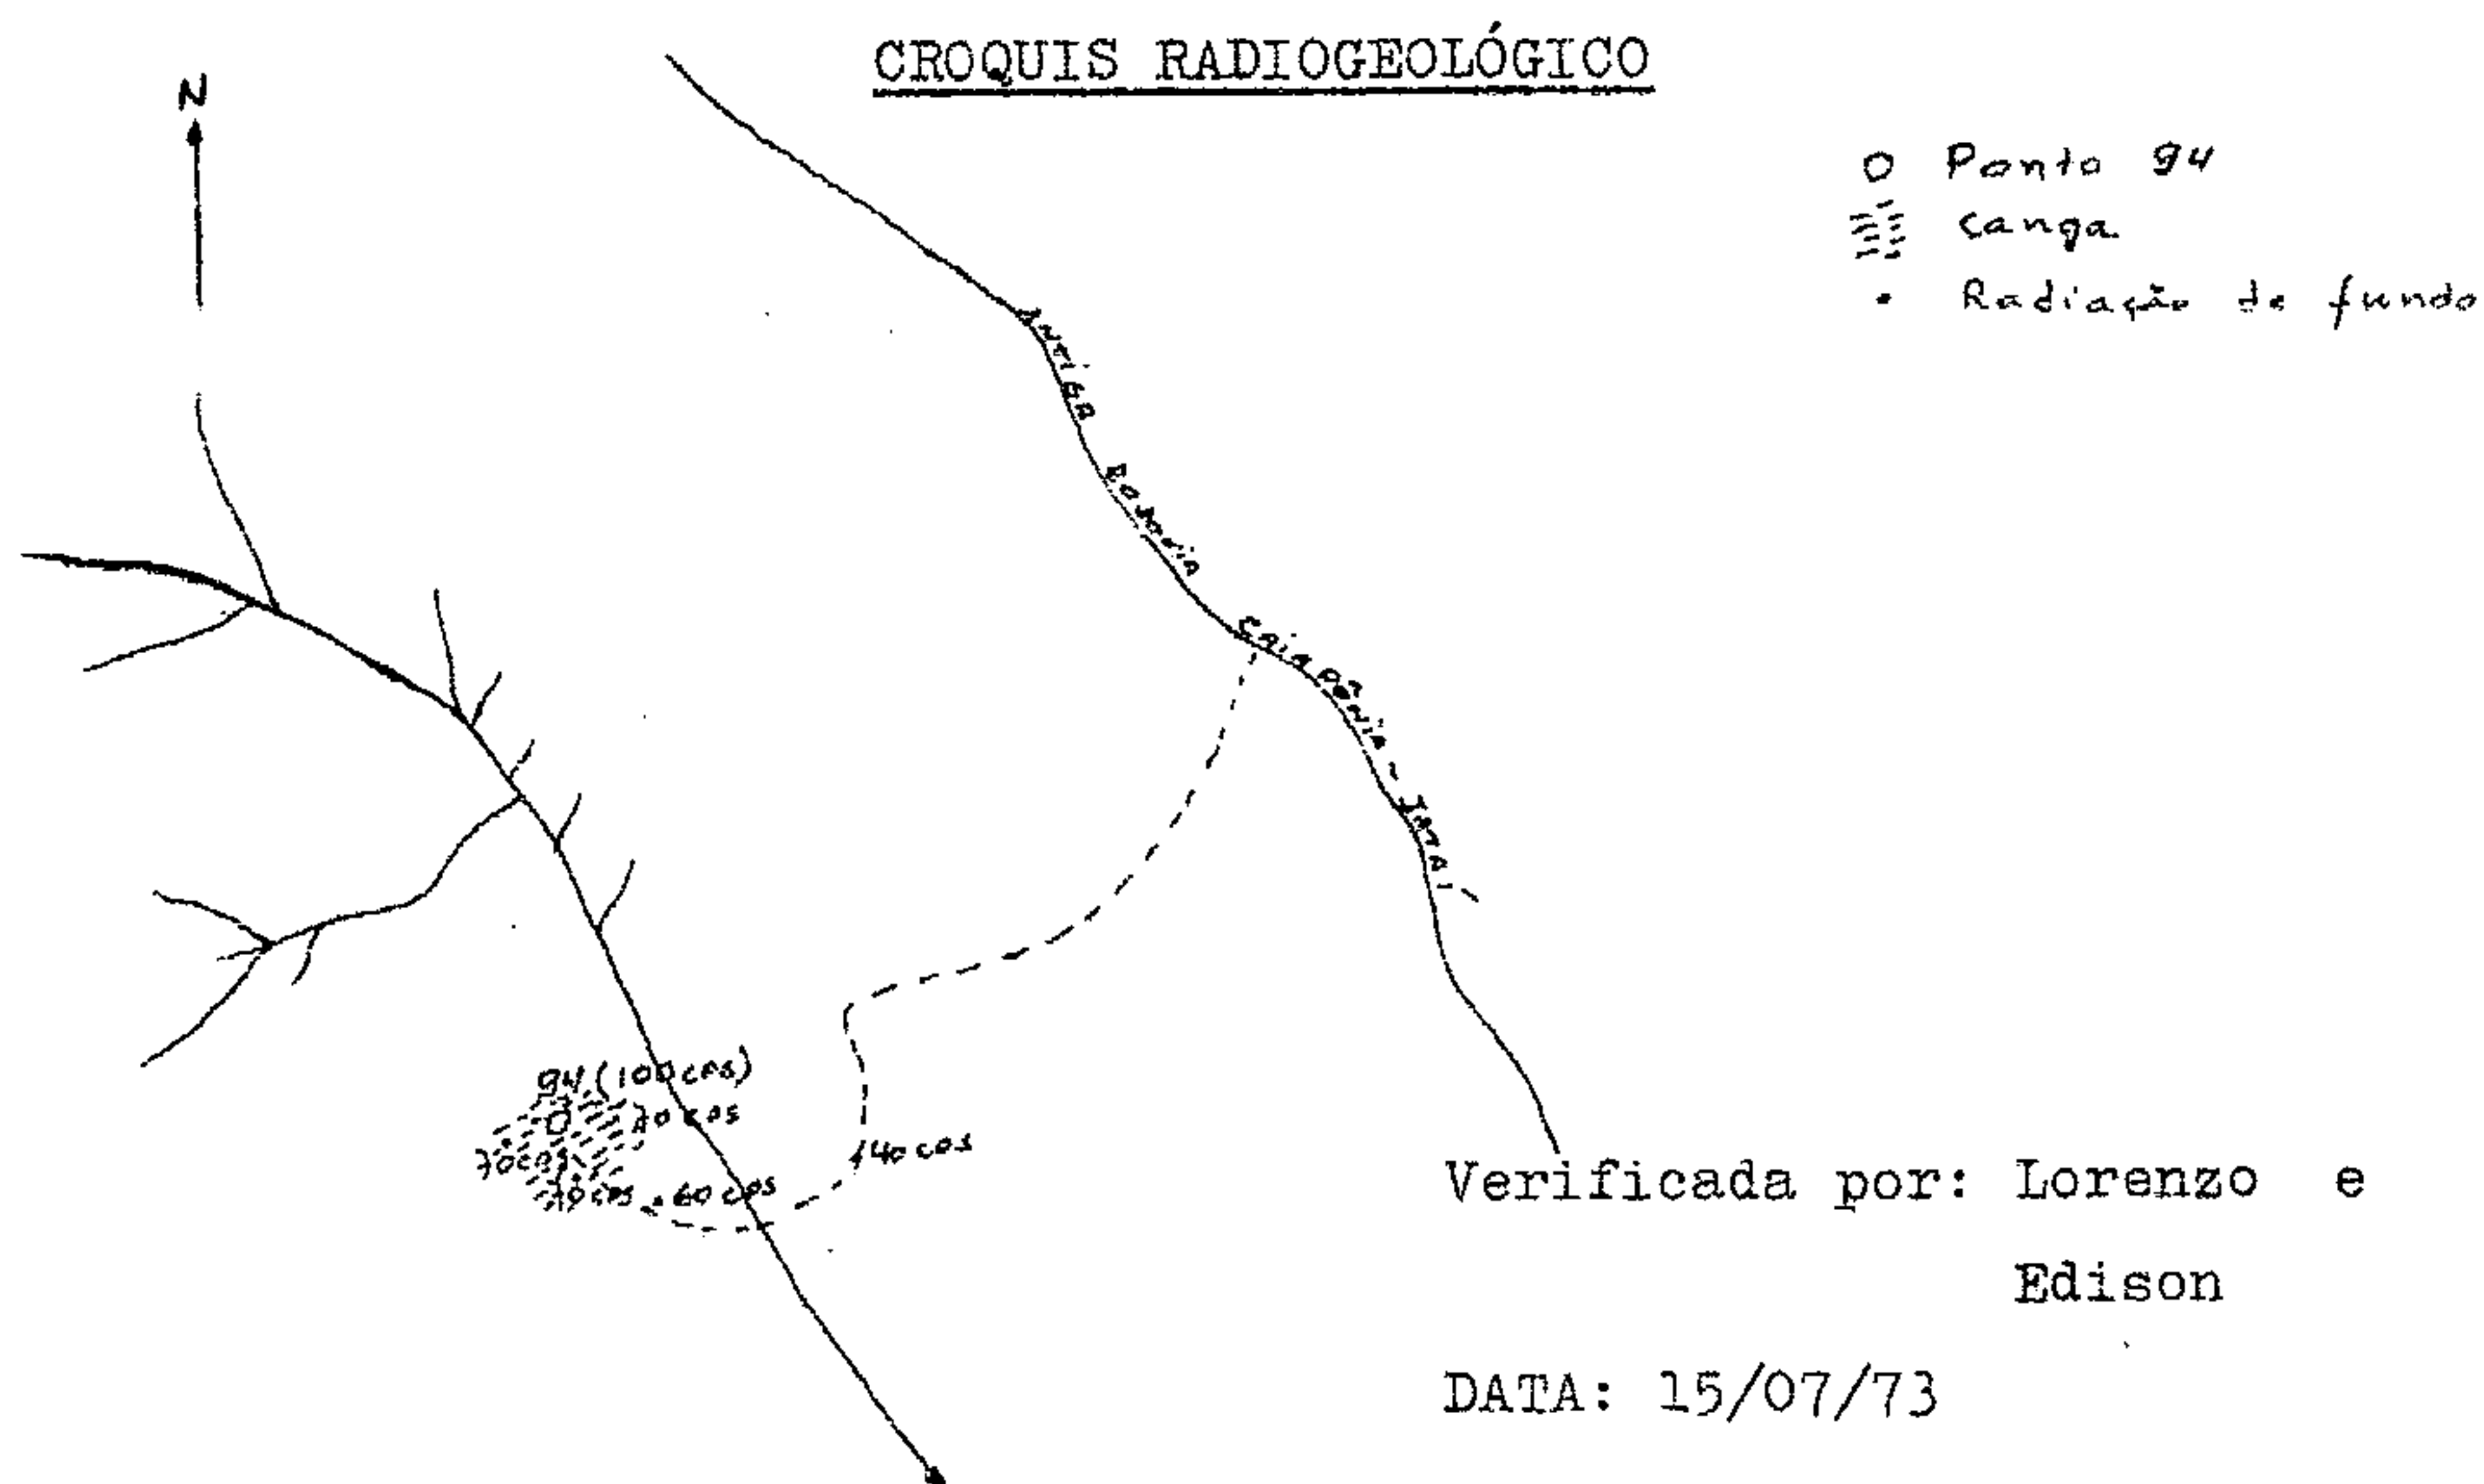 CROQUIS RADIOGEOLÓGICO
N
Ponto 94
Canga
Radiação de fundo
antiga
rodovia
Caiapônia - Jataí
94 (100 cps)
70 cps
70 cps
70 cps
60 cps
140 cps
Verificada por: Lorenzo e
Edison
DATA: 15/07/73